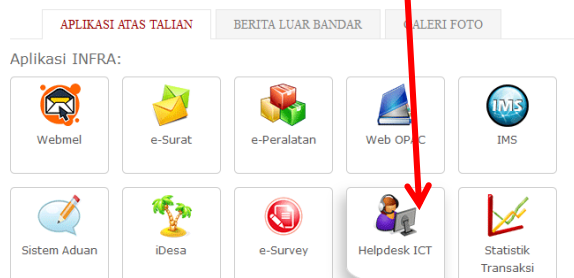 APLIKASI ATAS TALIAN BERITA LUAR BANDAR GALERI FOTO
Aplikasi INFRA:
IMS
Webmel e-Surat e-Peralatan Web OPAC IMS
Sistem Aduan iDesa e-Survey Helpdesk ICT Statistik
Transaksi